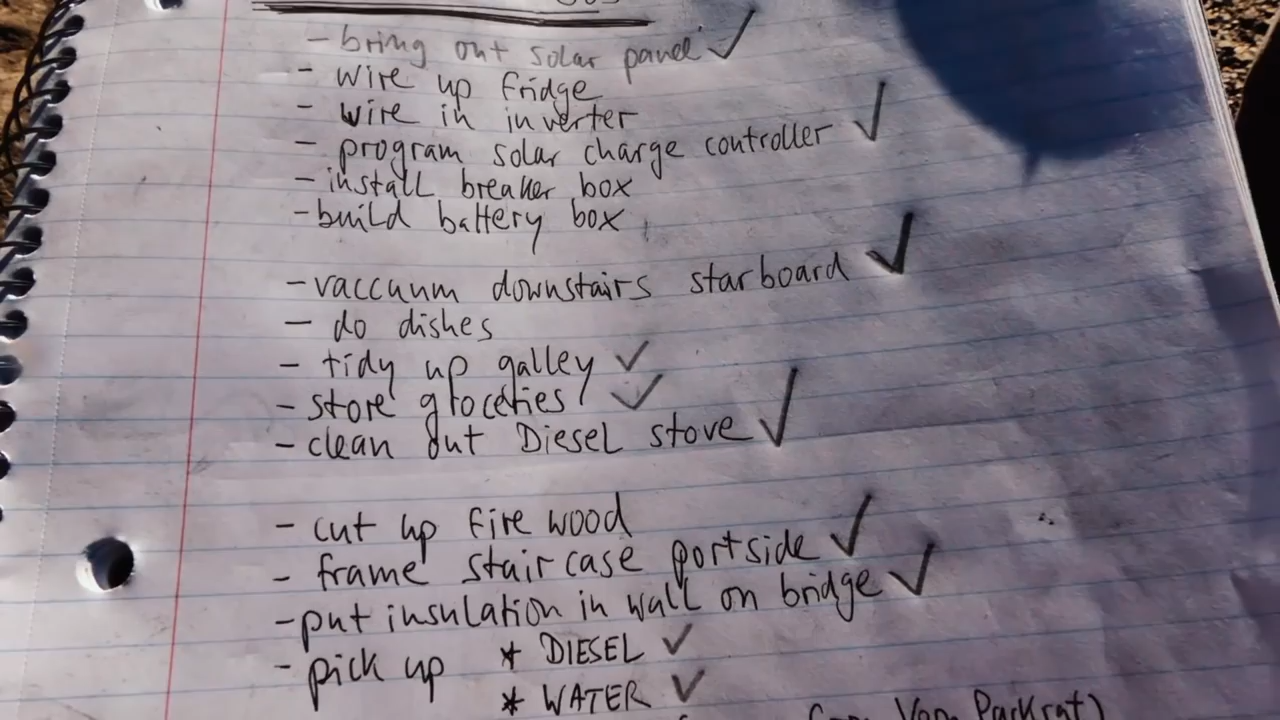 - bring out solar panel ✓
- wire up fridge
- wire in inverter
- program solar charge controller ✓
- install breaker box
- build battery box
- vaccuum downstairs starboard ✓
- do dishes
- tidy up galley ✓
- store groceries ✓
- clean out Diesel stove ✓
- cut up fire wood
- frame staircase portside ✓
- put insulation in wall on bridge ✓
- pick up * DIESEL ✓
* WATER ✓
Packrat)